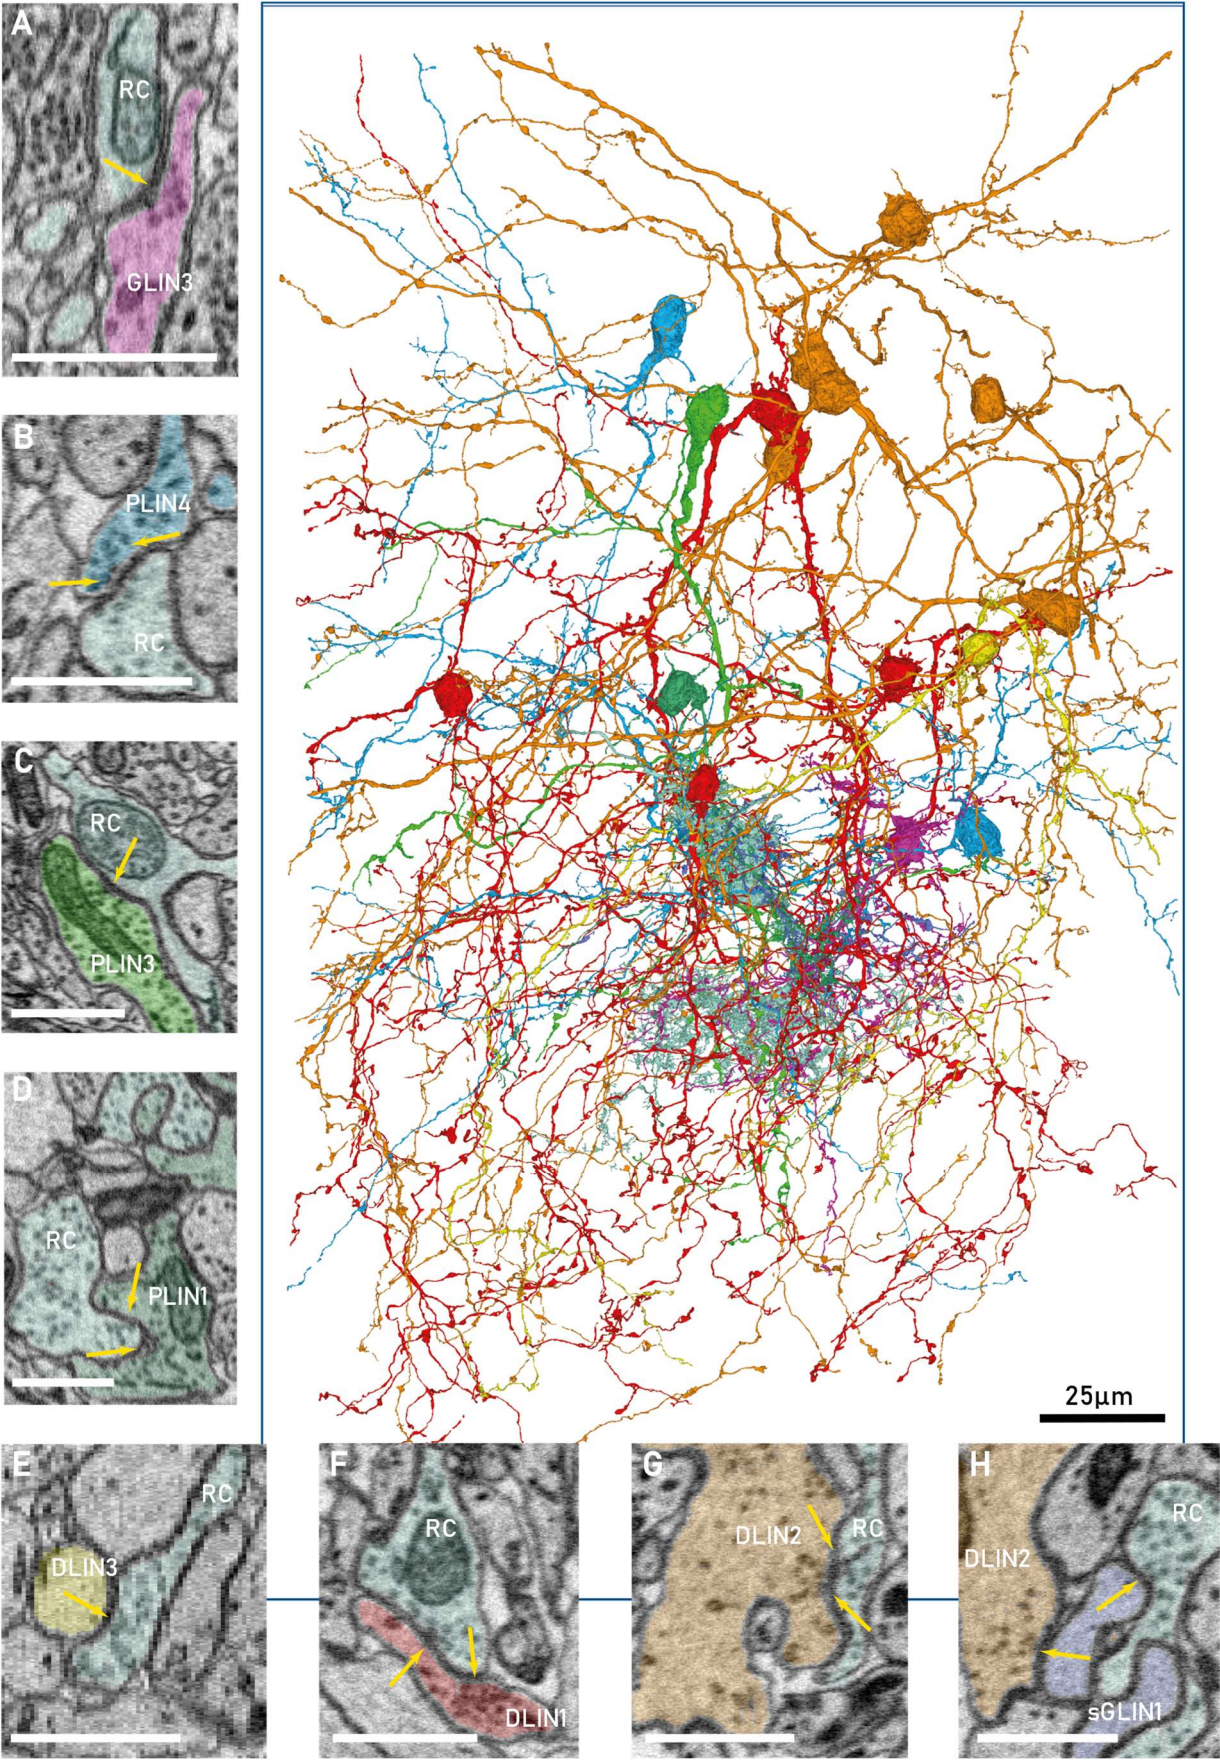 A
RC
GLIN3
B
PLIN4
RC
C
RC
PLIN3
D
RC
PLIN1
25µm
E
RC
DLIN3
F
RC
DLIN1
G
DLIN2
RC
H
RC
DLIN2
sGLIN1